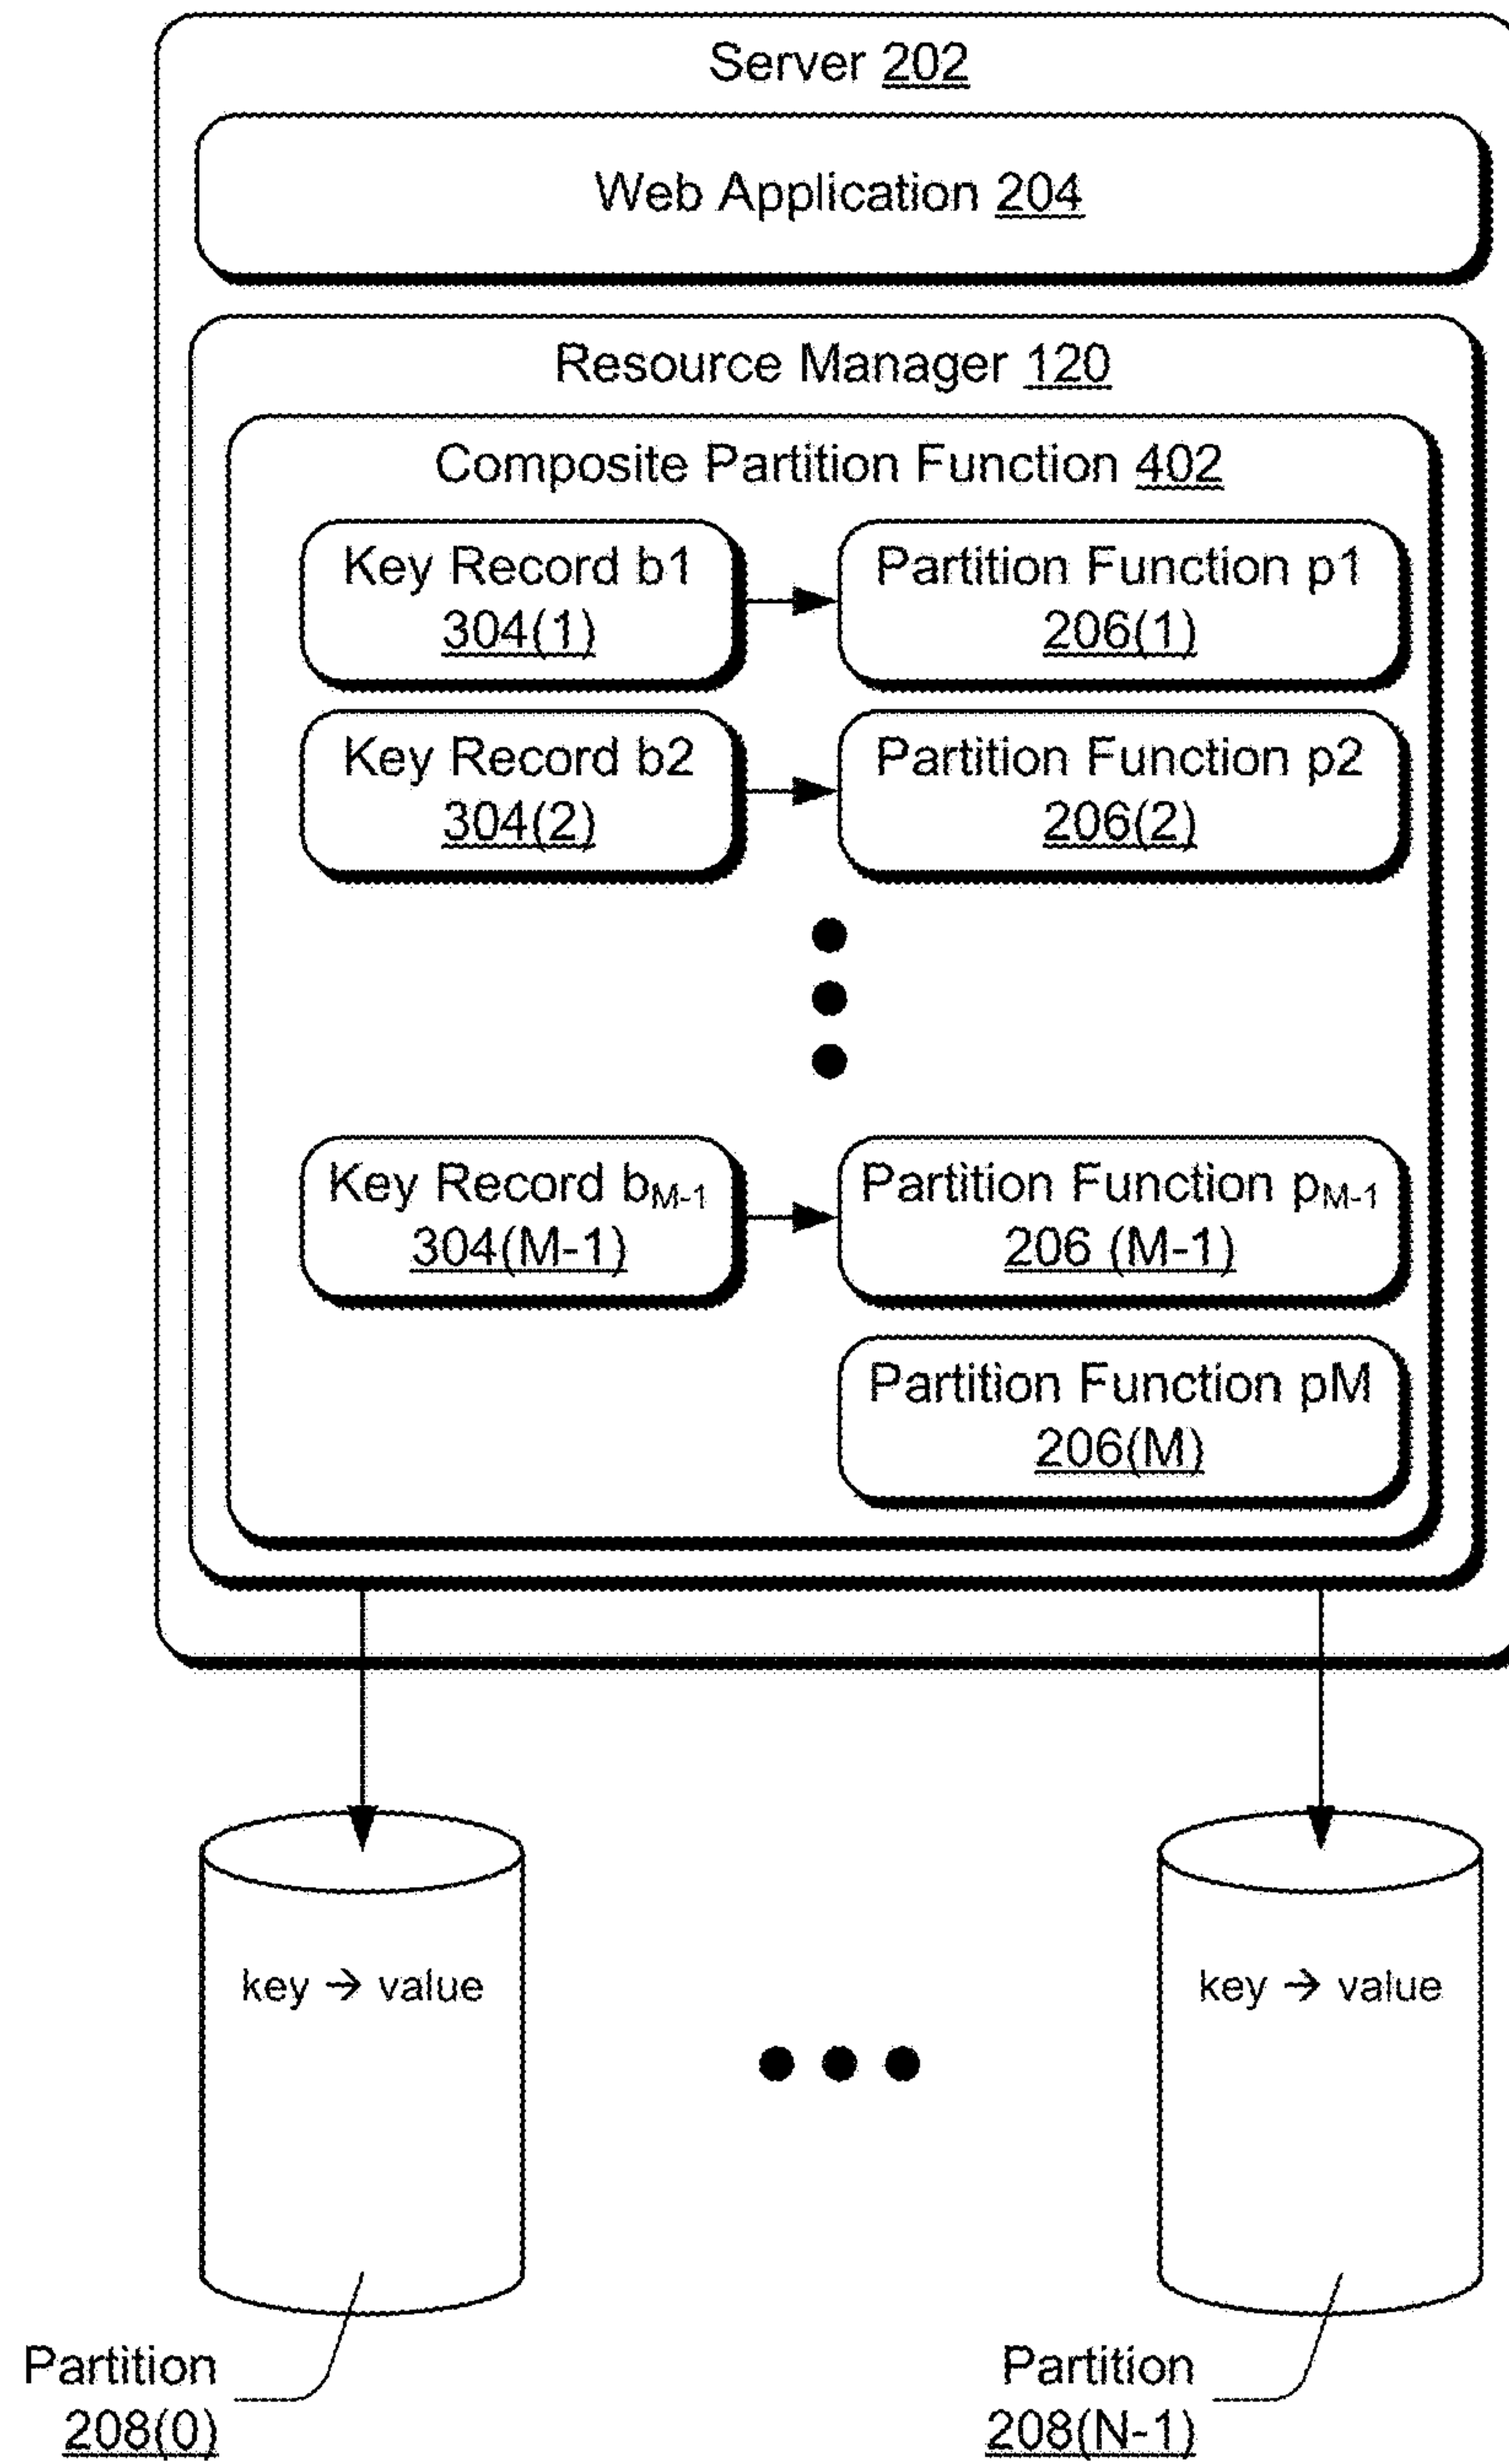 Server 202
Web Application 204
Resource Manager 120
Composite Partition Function 402
Key Record b1
304(1)
Partition Function p1
206(1)
Key Record b2
304(2)
Partition Function p2
206(2)
Key Record bM-1
304(M-1)
Partition Function pM-1
206 (M-1)
Partition Function pM
206(M)
key → value
key → value
Partition
208(0)
Partition
208(N-1)